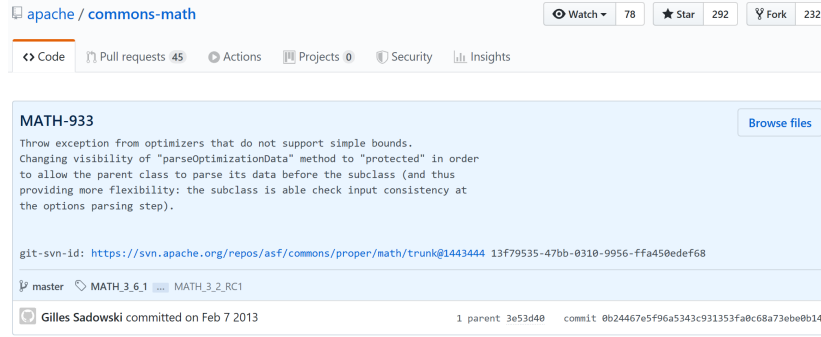 apache / commons-math
Watch 78 Star 292 Fork 232
Code Pull requests 45 Actions Projects 0 Security Insights
MATH-933
Browse files
Throw exception from optimizers that do not support simple bounds.
Changing visibility of "parseOptimizationData" method to "protected" in order
to allow the parent class to parse its data before the subclass (and thus
providing more flexibility: the subclass is able check input consistency at
the options parsing step).
git-svn-id: https://svn.apache.org/repos/asf/commons/proper/math/trunk@1443444 13f79535-47bb-0310-9956-ffa450edef68
master MATH_3_6_1 ... MATH_3_2_RC1
Gilles Sadowski committed on Feb 7 2013
1 parent 3e53d40 commit 0b24467e5f96a5343c931353fa0c68a73ebe0b14